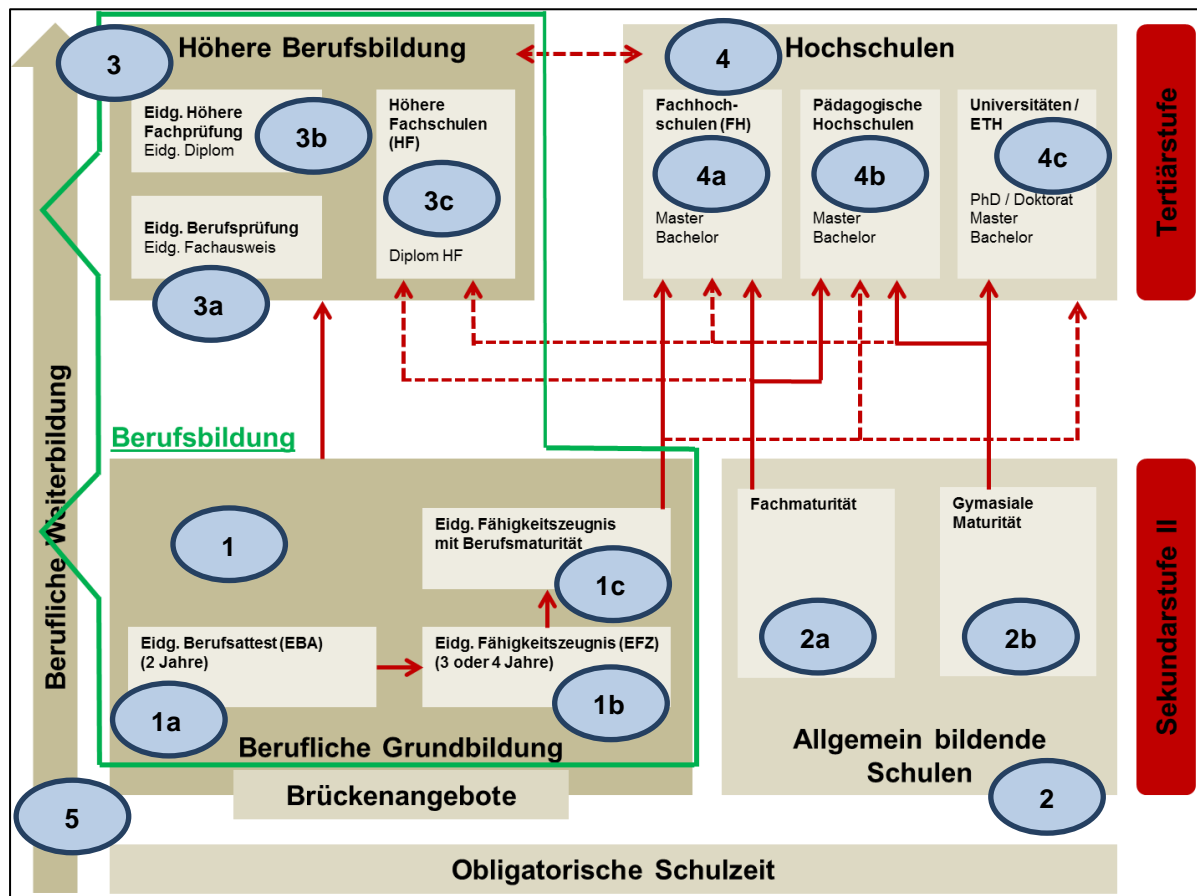 3
Höhere Berufsbildung
4
Hochschulen
Eidg. Höhere
Fachprüfung
Eidg. Diplom
3b
Höhere
Fachschulen
(HF)
3c
Diplom HF
Eidg. Berufsprüfung
Eidg. Fachausweis
3a
Fachhoch-
schulen (FH)
4a
Master
Bachelor
Pädagogische
Hochschulen
4b
Master
Bachelor
Universitäten /
ETH
4c
PhD / Doktorat
Master
Bachelor
Tertiärstufe
Berufliche Weiterbildung
Berufsbildung
1
Eidg. Fähigkeitszeugnis
mit Berufsmaturität
1c
Eidg. Berufsattest (EBA)
(2 Jahre)
1a
Eidg. Fähigkeitszeugnis (EFZ)
(3 oder 4 Jahre)
1b
Berufliche Grundbildung
Brückenangebote
Fachmaturität
2a
Gymasiale
Maturität
2b
Allgemein bildende
Schulen
2
Sekundarstufe II
5
Obligatorische Schulzeit